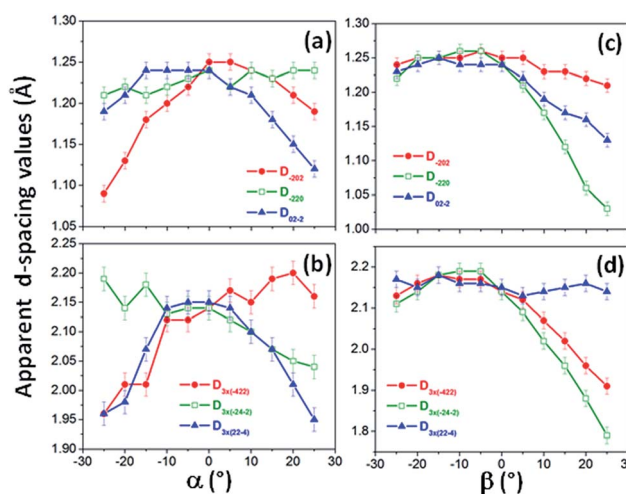 (a)
1.30
1.25
1.20
1.15
1.10
1.05
D-202
D-220
D02-2
(c)
1.30
1.25
1.20
1.15
1.10
1.05
1.00
D-202
D-220
D02-2
Apparent d-spacing values (Å)
(b)
2.25
2.20
2.15
2.10
2.05
2.00
1.95
1.90
D3x(-422)
D3x(-24-2)
D3x(22-4)
-30 -20 -10 0 10 20 30
α (°)
(d)
2.2
2.1
2.0
1.9
1.8
D3x(-422)
D3x(-24-2)
D3x(22-4)
-30 -20 -10 0 10 20 30
β (°)